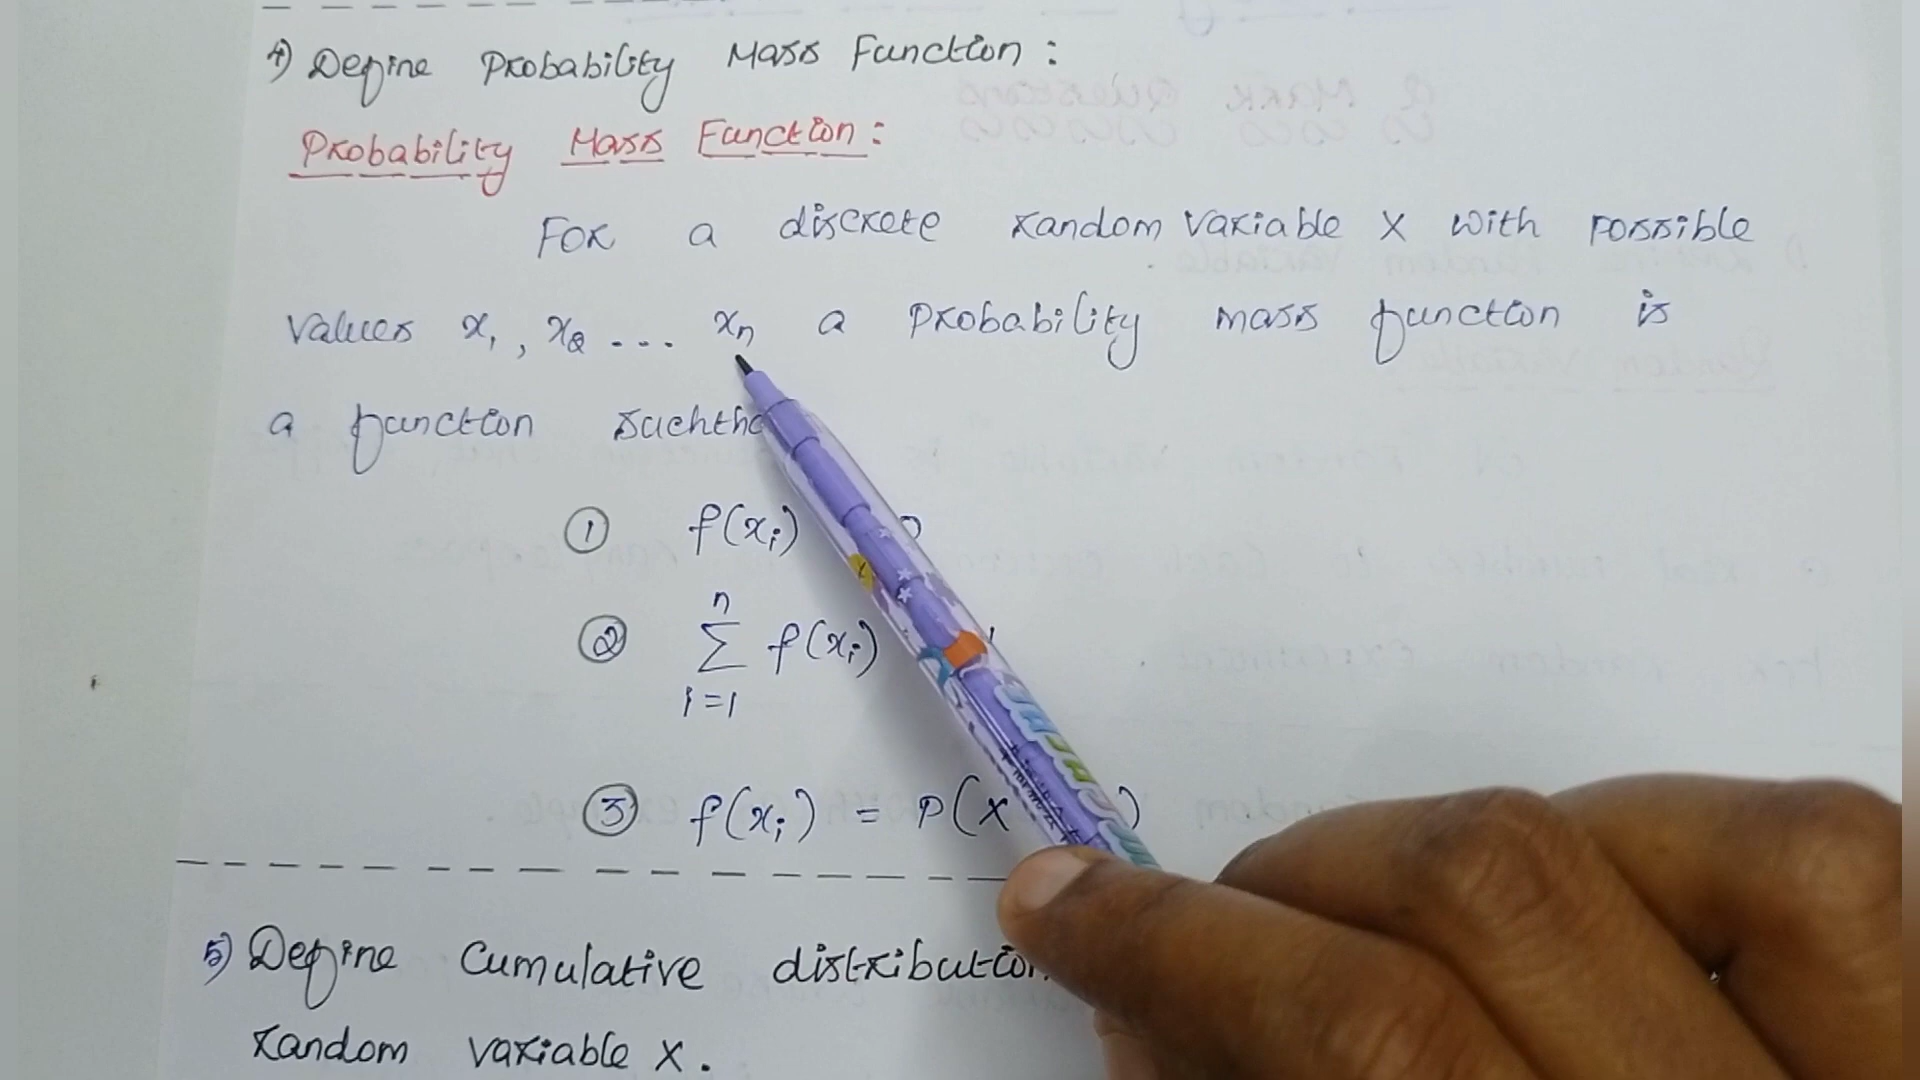 4) Define Probability Mass Function :
Probability Mass Function :
For a discrete random variable X with possible
values x₁, x₂ ... xₙ a probability mass function is
a function suchtha
① f(xᵢ)
② n
∑ f(xᵢ)
i=1
③ f(xᵢ) = P(X )
5) Define Cumulative distribution
random variable X.